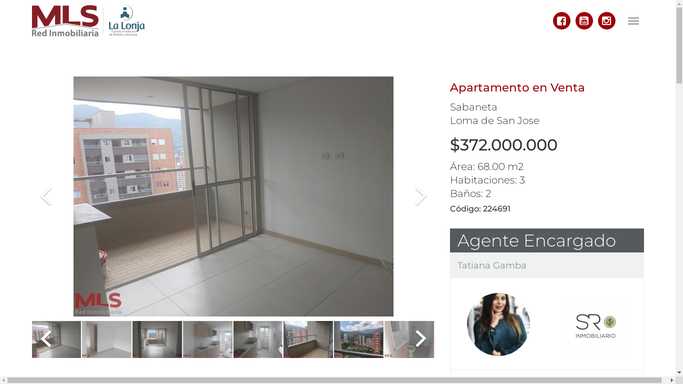 MLS
Red Inmobiliaria
La Lonja
Apartamento en Venta
Sabaneta
Loma de San Jose
$372.000.000
Área: 68.00 m2
Habitaciones: 3
Baños: 2
Código: 224691
MLS
Red Inmobiliaria
Agente Encargado
Tatiana Gamba
SR
INMOBILIARIO